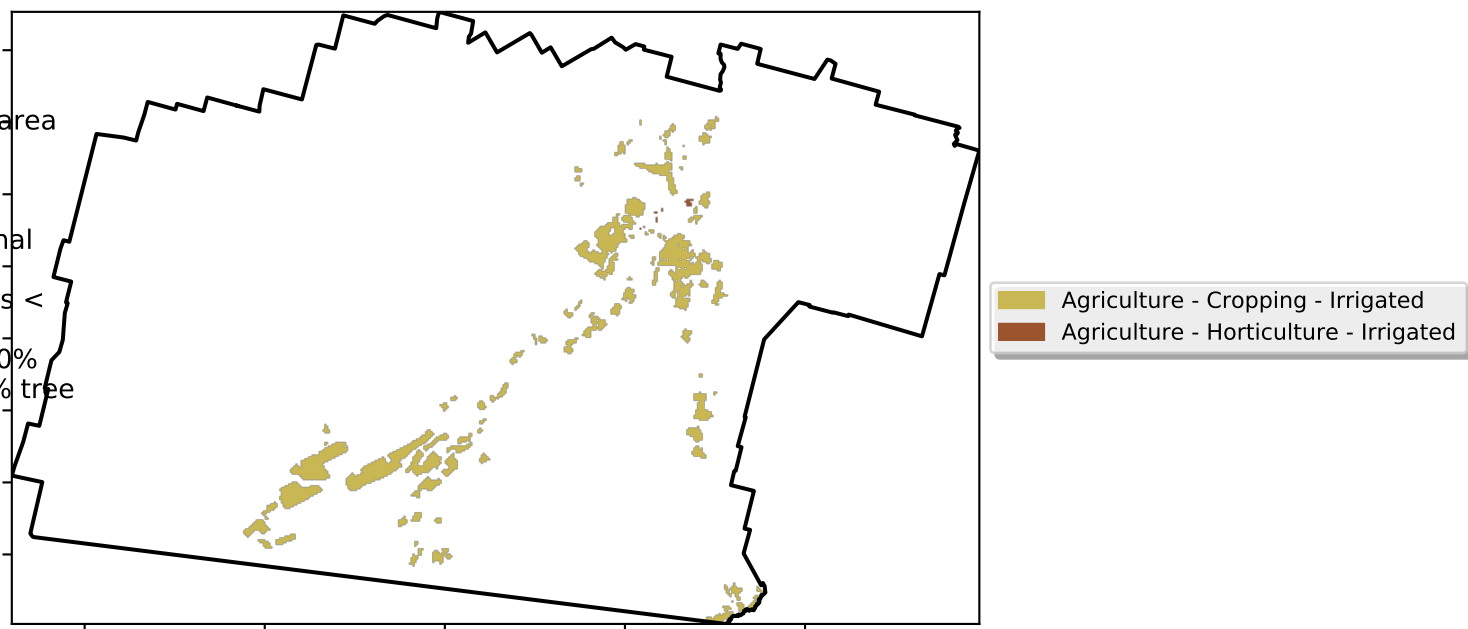 area
nal
s <
0%
% tree
Agriculture - Cropping - Irrigated
Agriculture - Horticulture - Irrigated